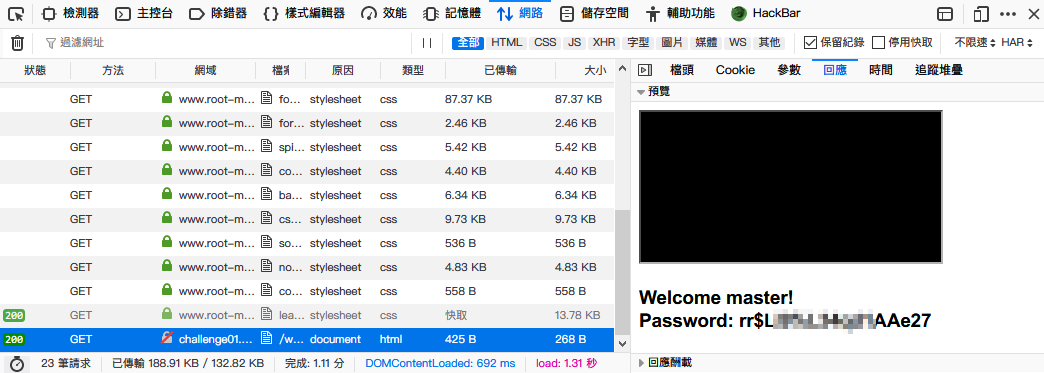 檢測器 主控台 除錯器 樣式編輯器 效能 記憶體 網路 儲存空間 輔助功能 HackBar
過濾網址 全部 HTML CSS JS XHR 字型 圖片 媒體 WS 其他 保留紀錄 停用快取 不限速 HAR
狀態 方法 網域 檔案 原因 類型 已傳輸 大小
GET www.root-m... fo... stylesheet css 87.37 KB 87.37 KB
GET www.root-m... for... stylesheet css 2.46 KB 2.46 KB
GET www.root-m... spi... stylesheet css 5.42 KB 5.42 KB
GET www.root-m... co... stylesheet css 4.40 KB 4.40 KB
GET www.root-m... ba... stylesheet css 6.34 KB 6.34 KB
GET www.root-m... cs... stylesheet css 9.73 KB 9.73 KB
GET www.root-m... so... stylesheet css 536 B 536 B
GET www.root-m... no... stylesheet css 4.83 KB 4.83 KB
GET www.root-m... co... stylesheet css 558 B 558 B
200 GET www.root-m... lea... stylesheet css 快取 13.78 KB
200 GET challenge01.... /w... document html 425 B 268 B
23 筆請求 已傳輸 188.91 KB / 132.82 KB 完成: 1.11 分 DOMContentLoaded: 692 ms load: 1.31 秒
檔頭 Cookie 參數 回應 時間 追蹤堆疊
預覽
Welcome master!
Password: rr$L AAe27
回應酬載